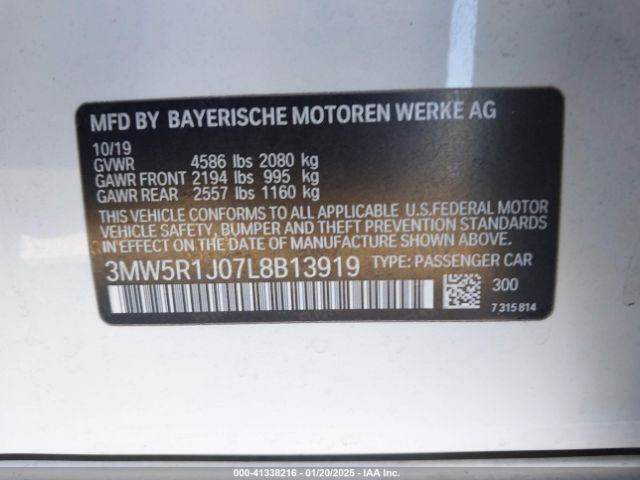 MFD BY BAYERISCHE MOTOREN WERKE AG
10/19
GVWR 4586 lbs 2080 kg
GAWR FRONT 2194 lbs 995 kg
GAWR REAR 2557 lbs 1160 kg
THIS VEHICLE CONFORMS TO ALL APPLICABLE U.S.FEDERAL MOTOR
VEHICLE SAFETY, BUMPER AND THEFT PREVENTION STANDARDS
IN EFFECT ON THE DATE OF MANUFACTURE SHOWN ABOVE.
3MW5R1J07L8B13919 TYPE: PASSENGER CAR
300
7 315 814
000-41338216 - 01/20/2025 - IAA Inc.